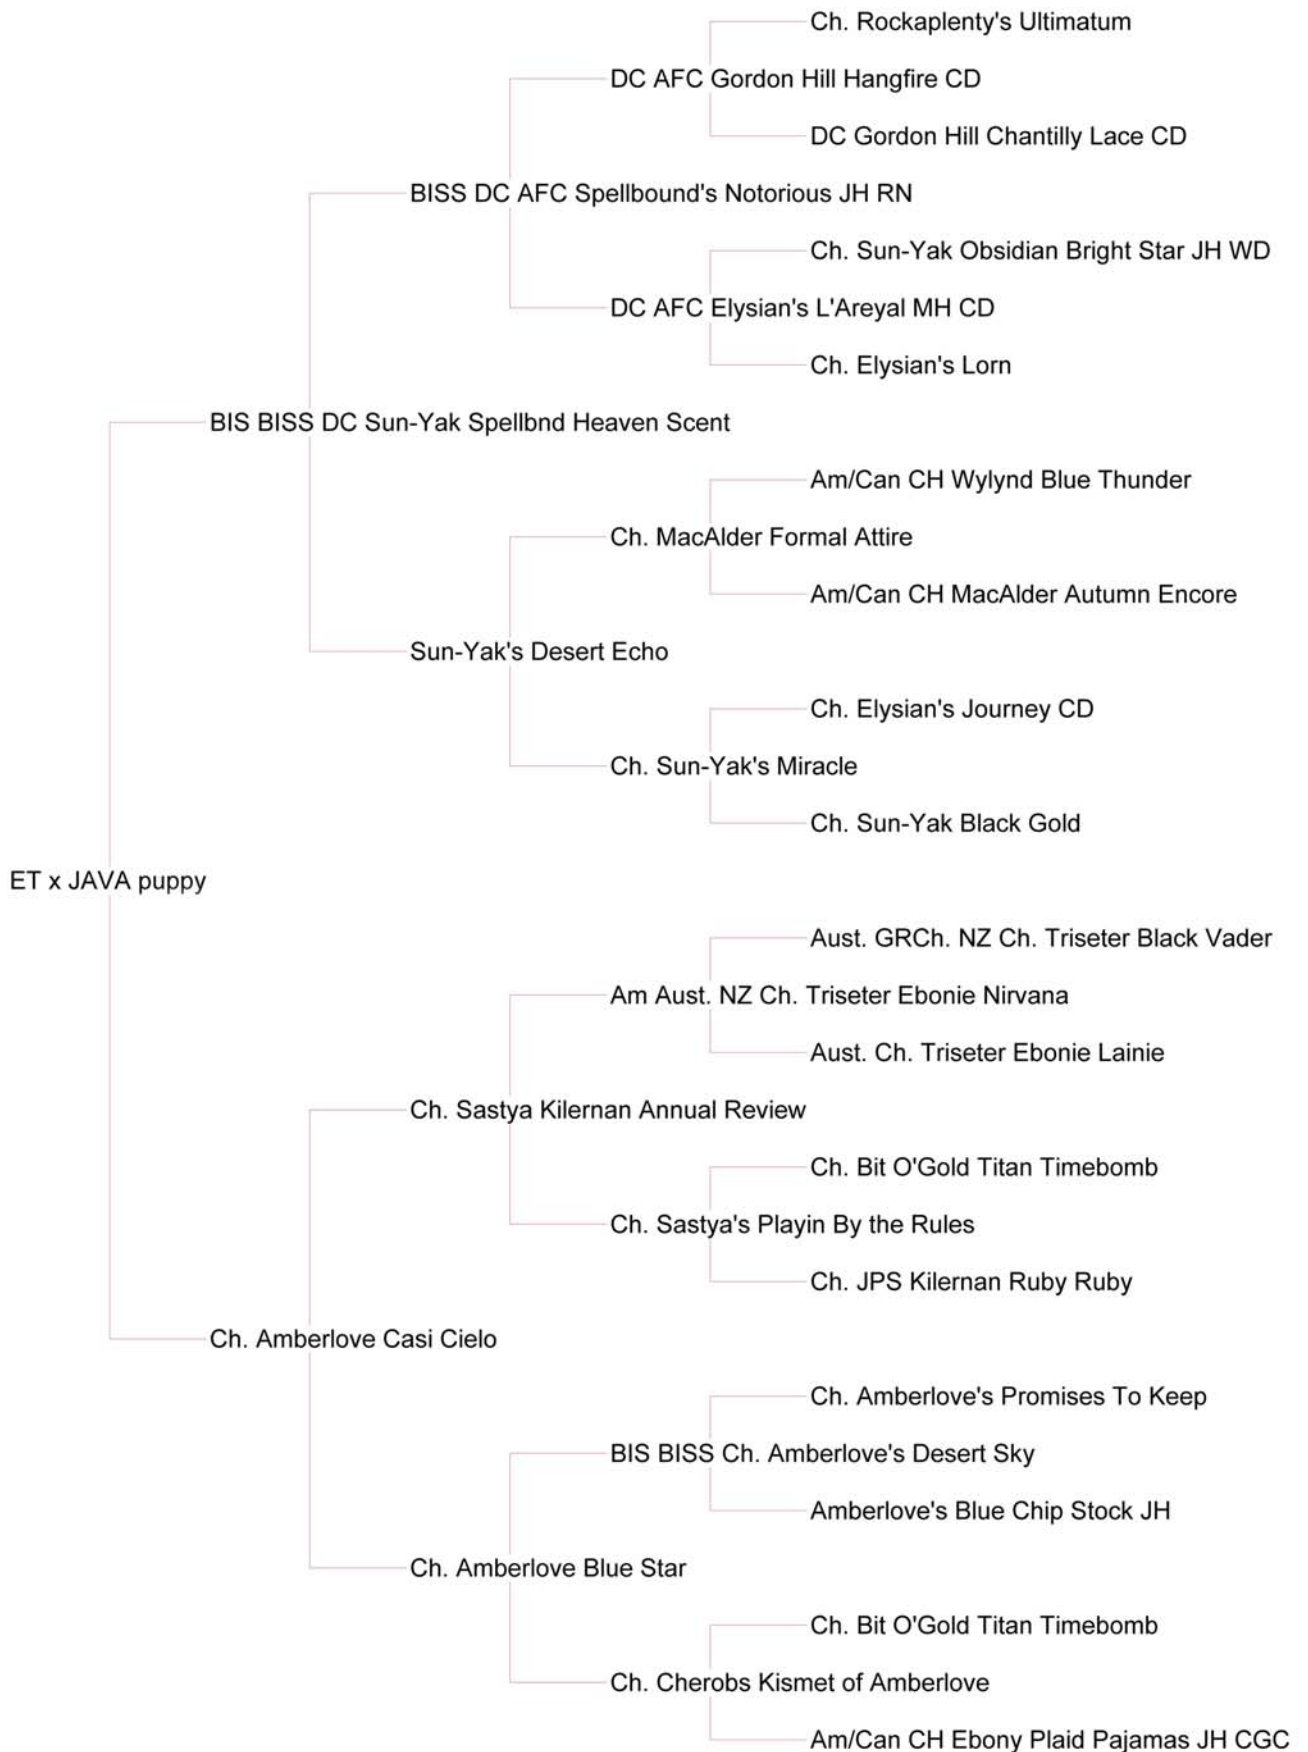 Ch. Rockaplenty's Ultimatum
DC AFC Gordon Hill Hangfire CD
DC Gordon Hill Chantilly Lace CD
BISS DC AFC Spellbound's Notorious JH RN
Ch. Sun-Yak Obsidian Bright Star JH WD
DC AFC Elysian's L'Areyal MH CD
Ch. Elysian's Lorn
BIS BISS DC Sun-Yak Spellbnd Heaven Scent
Am/Can CH Wylynd Blue Thunder
Ch. MacAlder Formal Attire
Am/Can CH MacAlder Autumn Encore
Sun-Yak's Desert Echo
Ch. Elysian's Journey CD
Ch. Sun-Yak's Miracle
Ch. Sun-Yak Black Gold
ET x JAVA puppy
Aust. GRCh. NZ Ch. Triseter Black Vader
Am Aust. NZ Ch. Triseter Ebonie Nirvana
Aust. Ch. Triseter Ebonie Lainie
Ch. Sastya Kilernan Annual Review
Ch. Bit O'Gold Titan Timebomb
Ch. Sastya's Playin By the Rules
Ch. JPS Kilernan Ruby Ruby
Ch. Amberlove Casi Cielo
Ch. Amberlove's Promises To Keep
BIS BISS Ch. Amberlove's Desert Sky
Amberlove's Blue Chip Stock JH
Ch. Amberlove Blue Star
Ch. Bit O'Gold Titan Timebomb
Ch. Cherobs Kismet of Amberlove
Am/Can CH Ebony Plaid Pajamas JH CGC